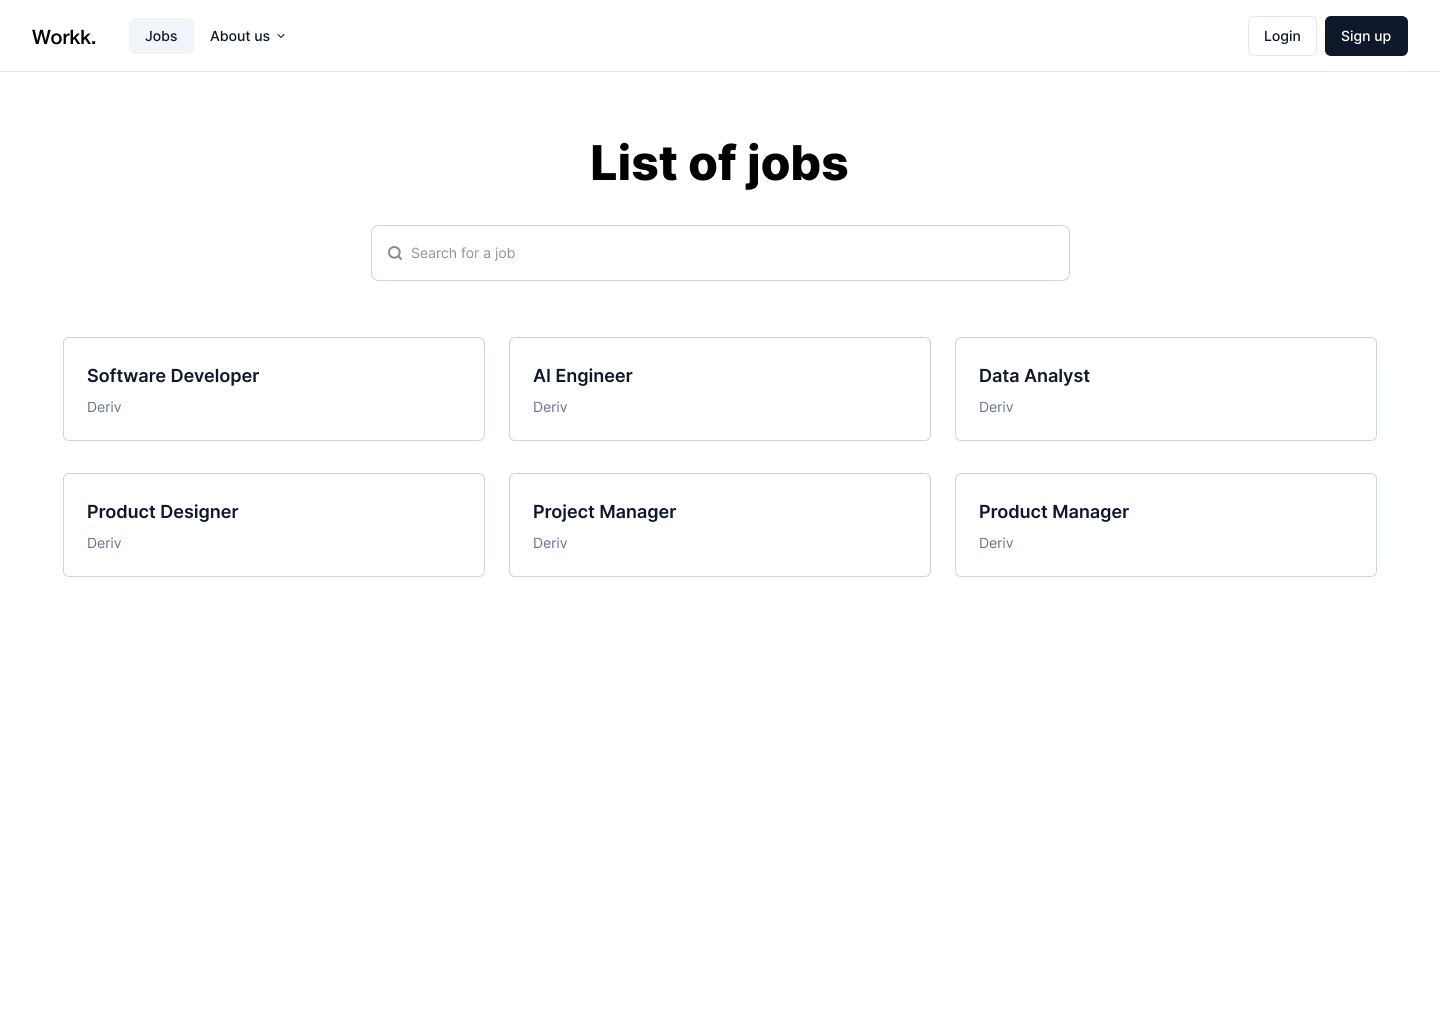 Workk.
Jobs
About us
Login
Sign up
List of jobs
Search for a job
Software Developer
Deriv
AI Engineer
Deriv
Data Analyst
Deriv
Product Designer
Deriv
Project Manager
Deriv
Product Manager
Deriv